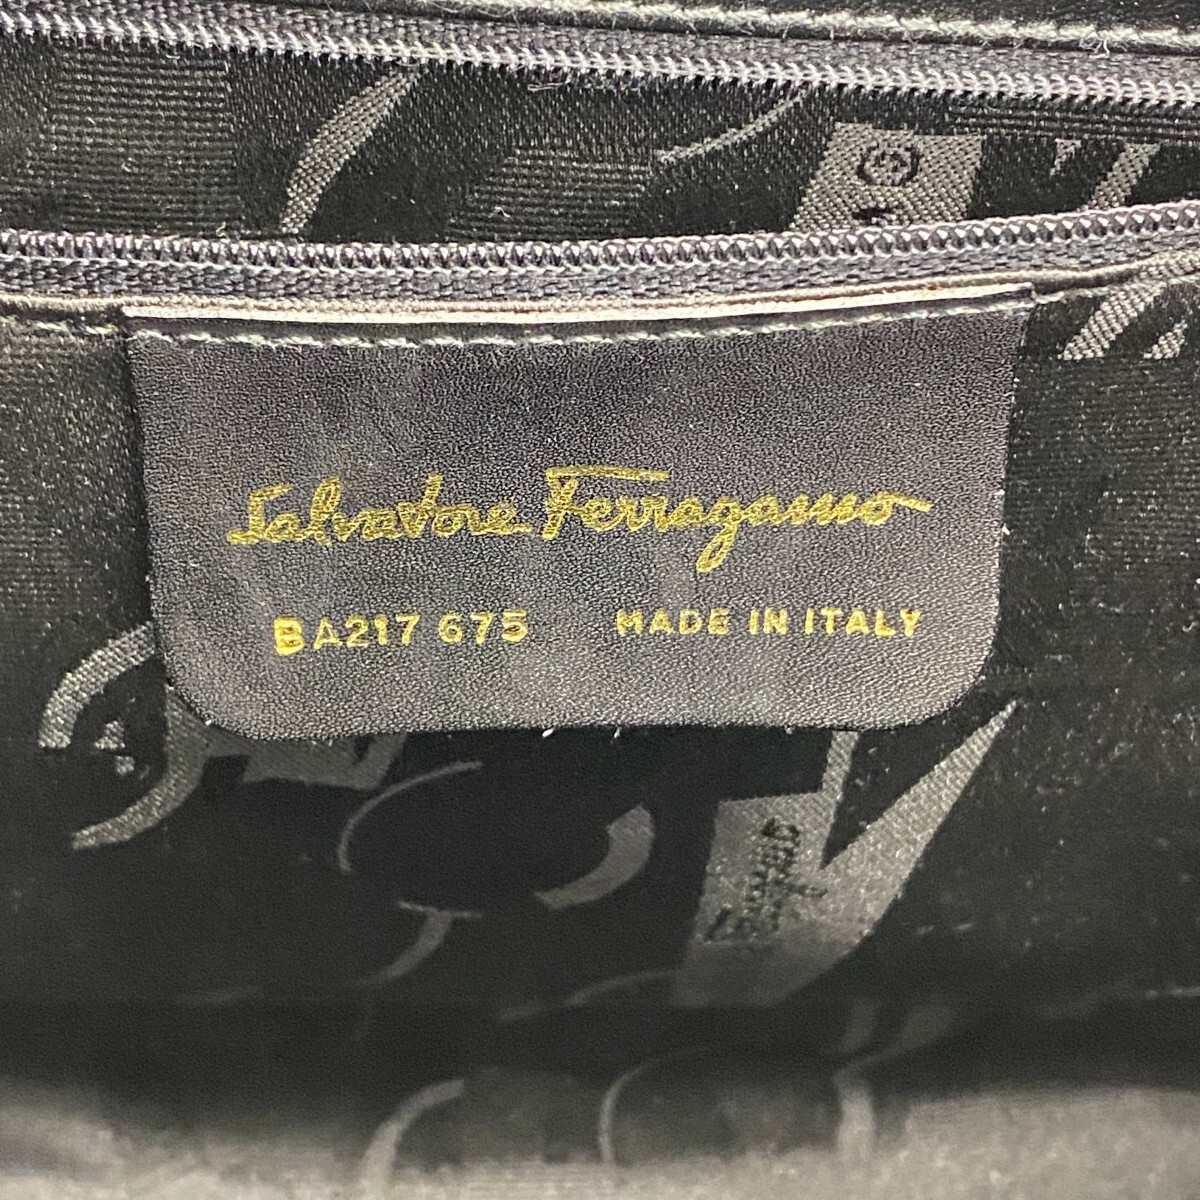 Salvatore Ferragamo
BA217 675 MADE IN ITALY